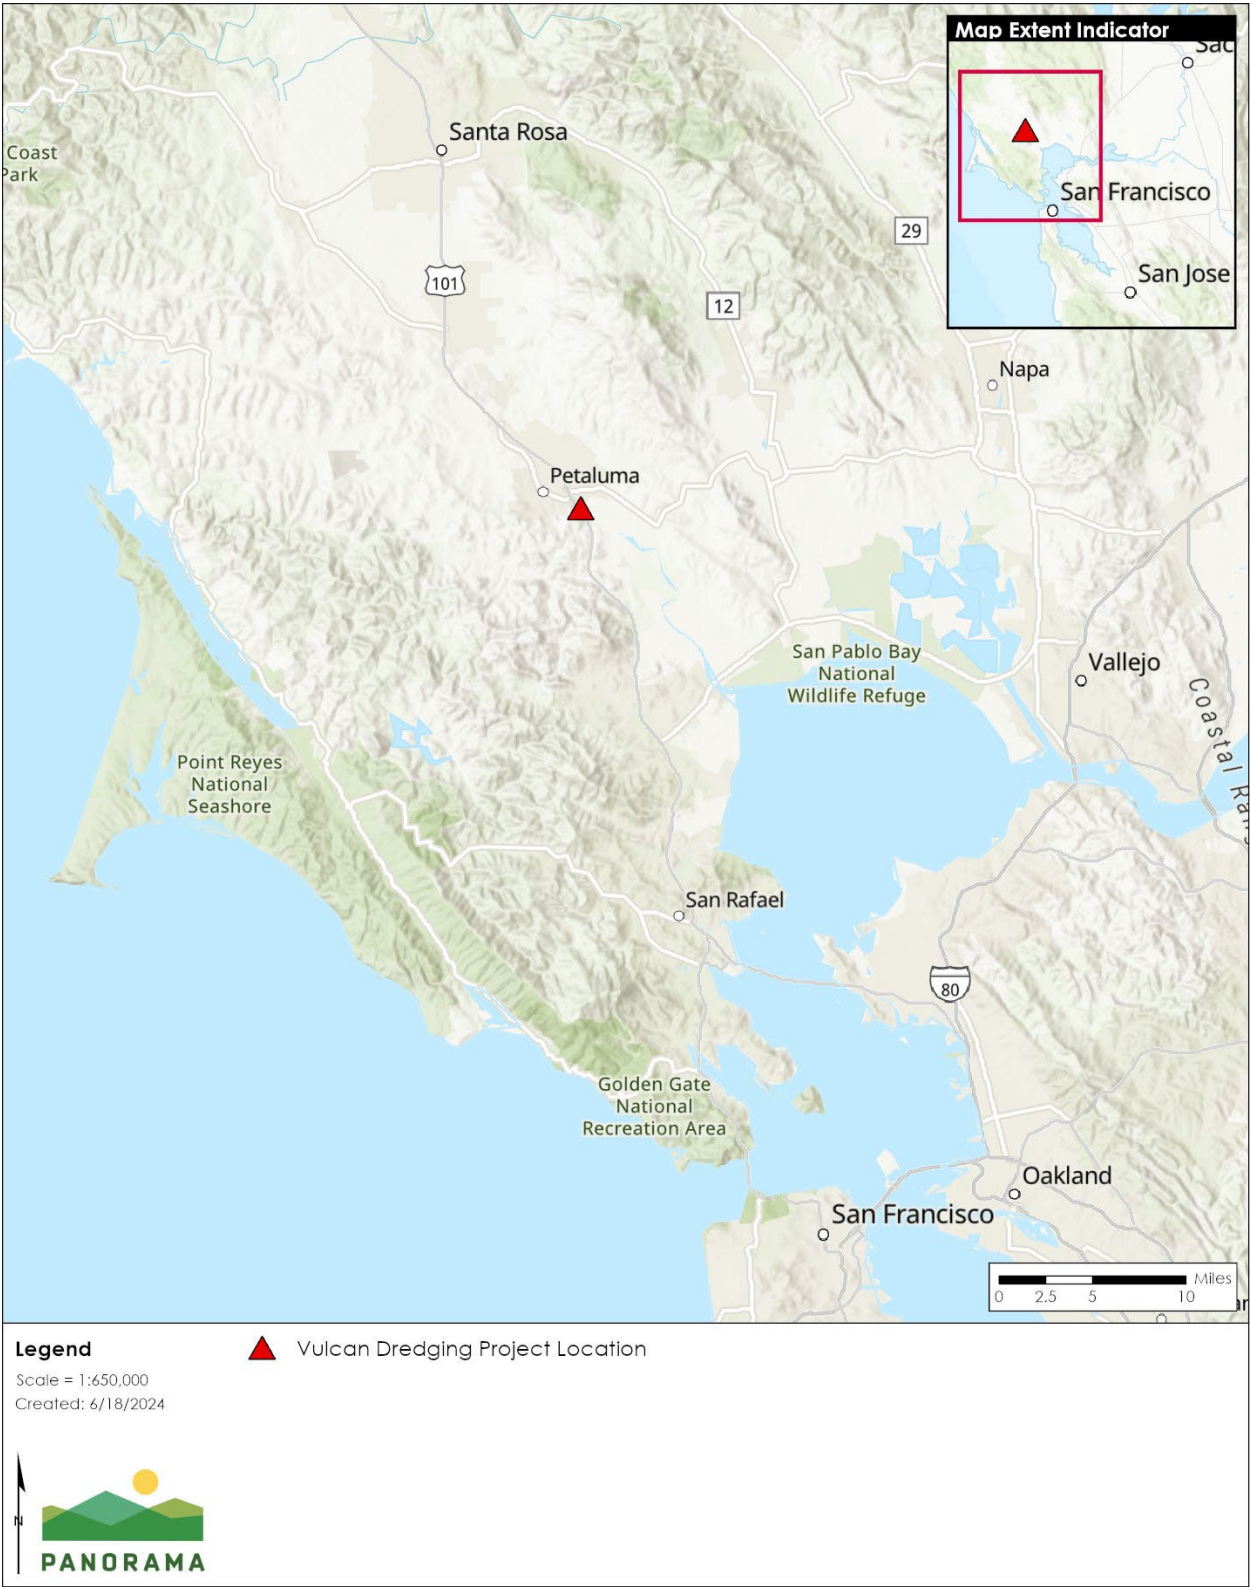 Map Extent Indicator
Sac
San Francisco
San Jose
Santa Rosa
Coast
Park
29
101
12
Napa
Petaluma
San Pablo Bay
National
Wildlife Refuge
Vallejo
Coastal Ran
Point Reyes
National
Seashore
San Rafael
80
Golden Gate
National
Recreation Area
Oakland
San Francisco
Miles
0 2.5 5 10
Legend
Vulcan Dredging Project Location
Scale = 1:650,000
Created: 6/18/2024
N
PANORAMA